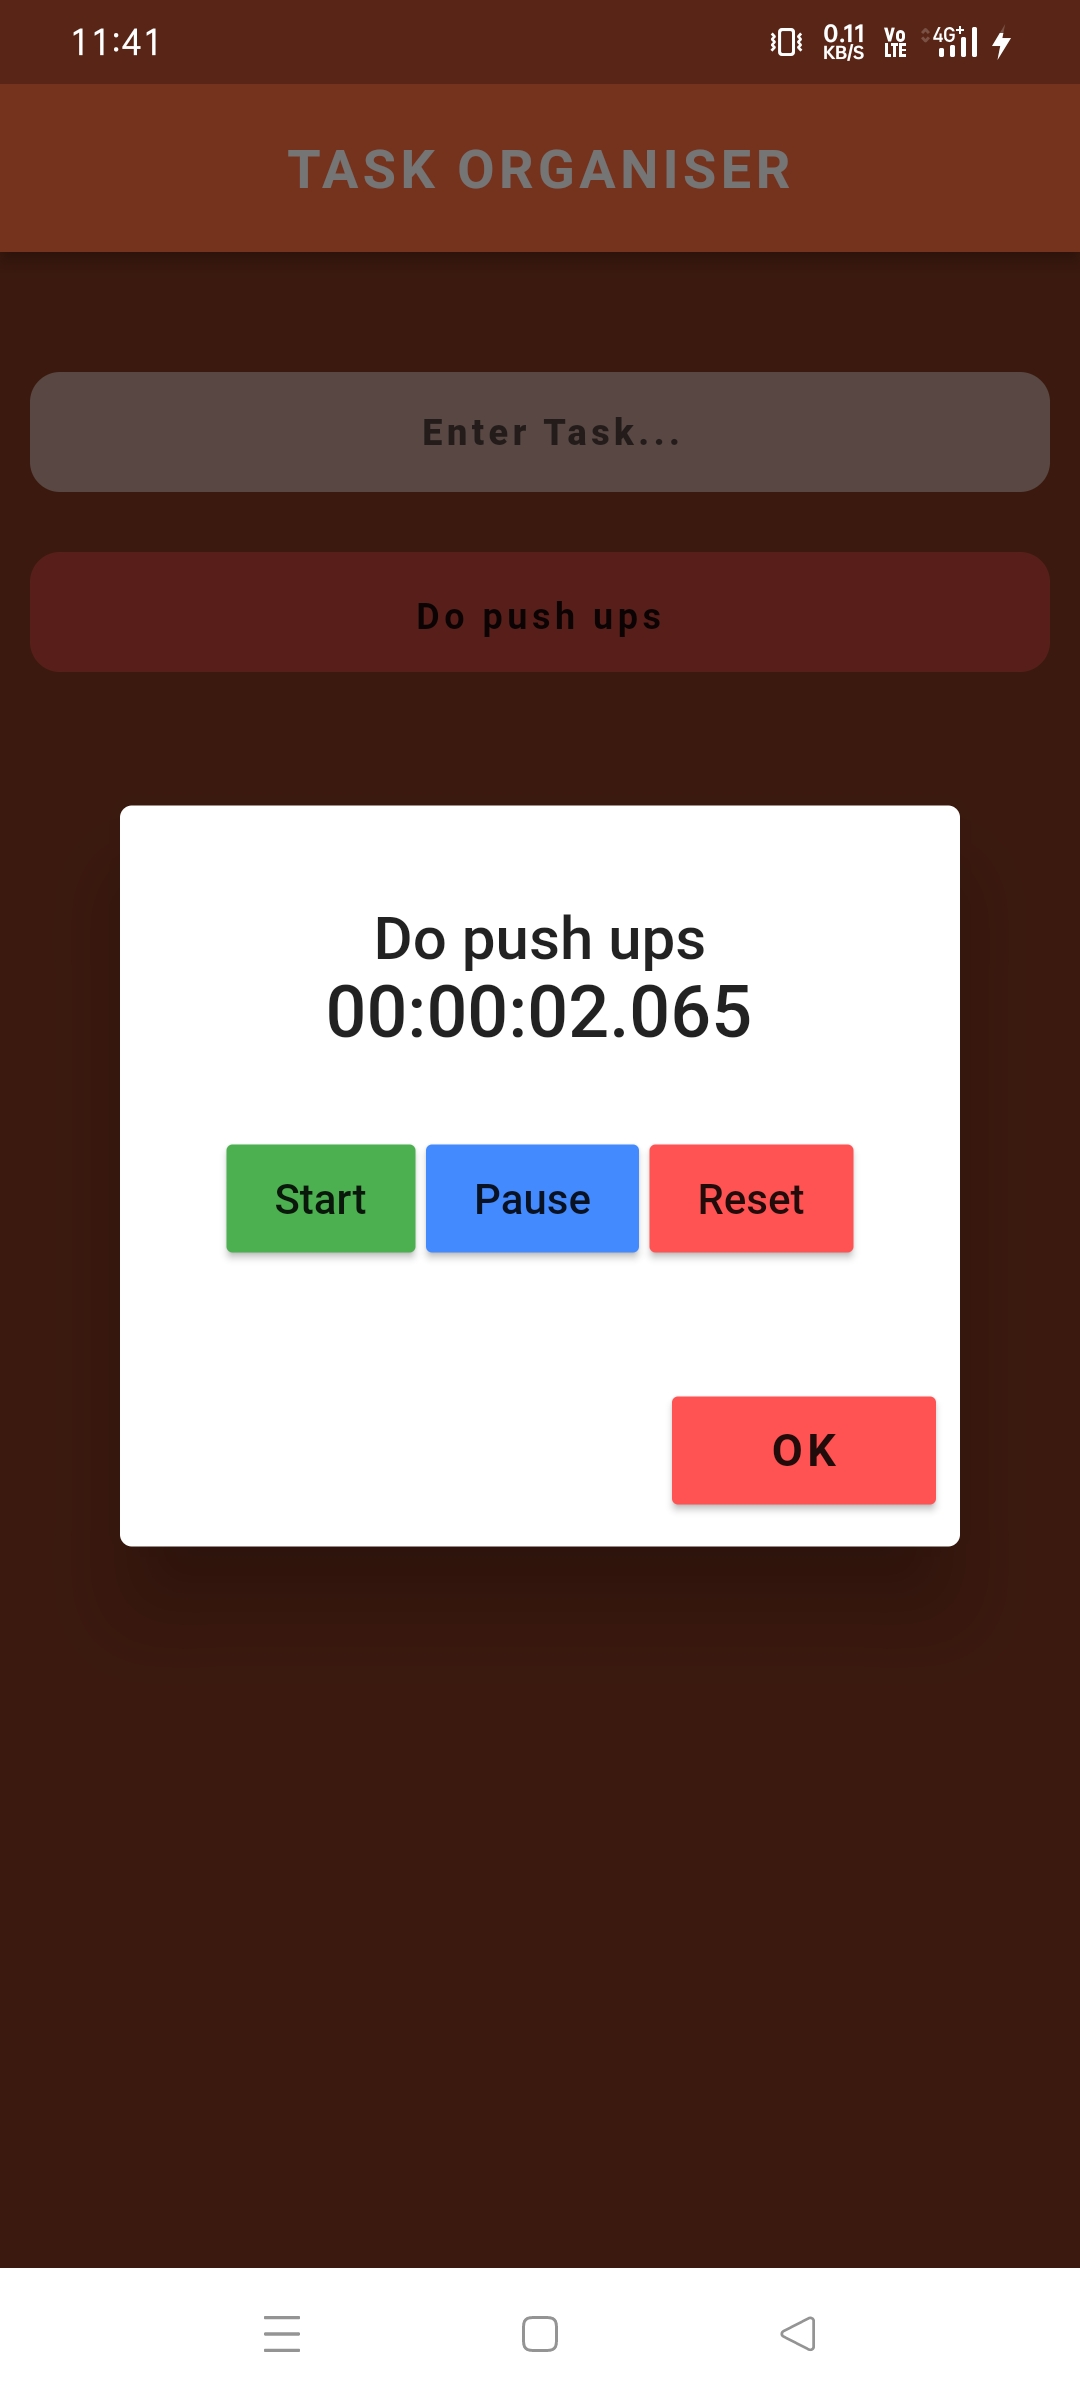 11:41 0.11 KB/S Vo LTE 4G+
TASK ORGANISER
Enter Task...
Do push ups
Do push ups
00:00:02.065
Start Pause Reset
OK